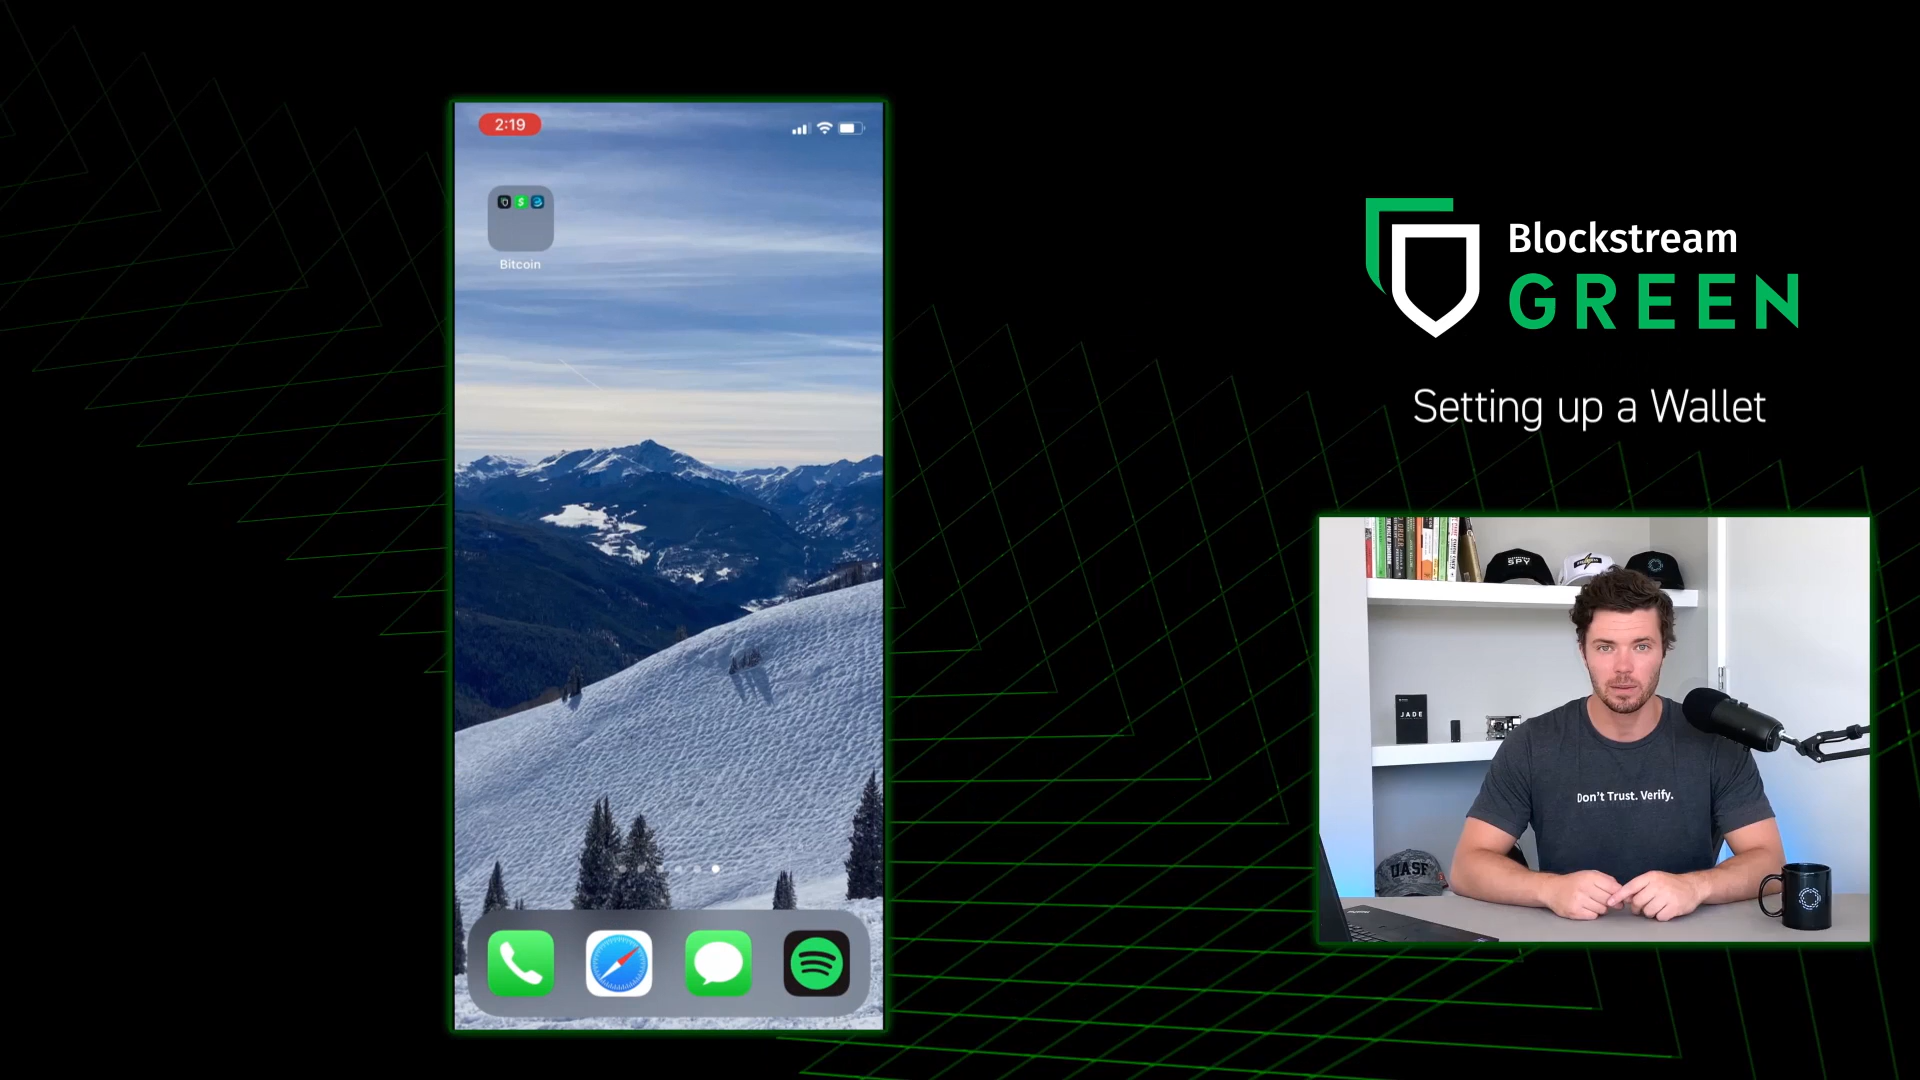 2:19
Bitcoin
Blockstream
GREEN
Setting up a Wallet
SPY
JADE
Don't Trust. Verify.
UASF